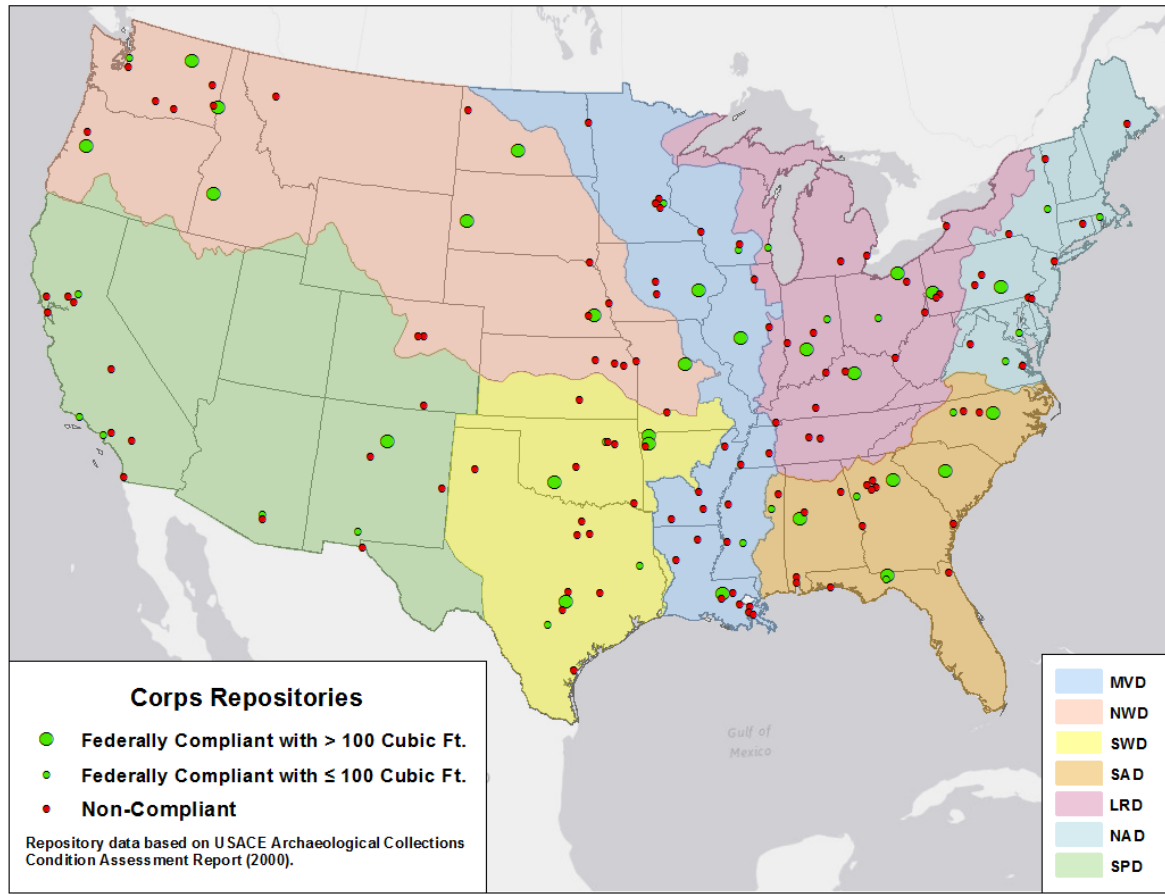 Gulf of
Mexico
Corps Repositories
Federally Compliant with > 100 Cubic Ft.
Federally Compliant with ≤ 100 Cubic Ft.
Non-Compliant
Repository data based on USACE Archaeological Collections
Condition Assessment Report (2000).
MVD
NWD
SWD
SAD
LRD
NAD
SPD